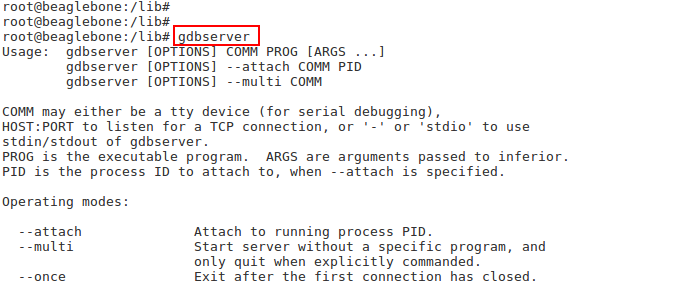 root@beaglebone:/lib#
root@beaglebone:/lib#
root@beaglebone:/lib# gdbserver
Usage:  gdbserver [OPTIONS] COMM PROG [ARGS ...]
        gdbserver [OPTIONS] --attach COMM PID
        gdbserver [OPTIONS] --multi COMM

COMM may either be a tty device (for serial debugging),
HOST:PORT to listen for a TCP connection, or '-' or 'stdio' to use
stdin/stdout of gdbserver.
PROG is the executable program.  ARGS are arguments passed to inferior.
PID is the process ID to attach to, when --attach is specified.

Operating modes:

  --attach              Attach to running process PID.
  --multi               Start server without a specific program, and
                        only quit when explicitly commanded.
  --once                Exit after the first connection has closed.